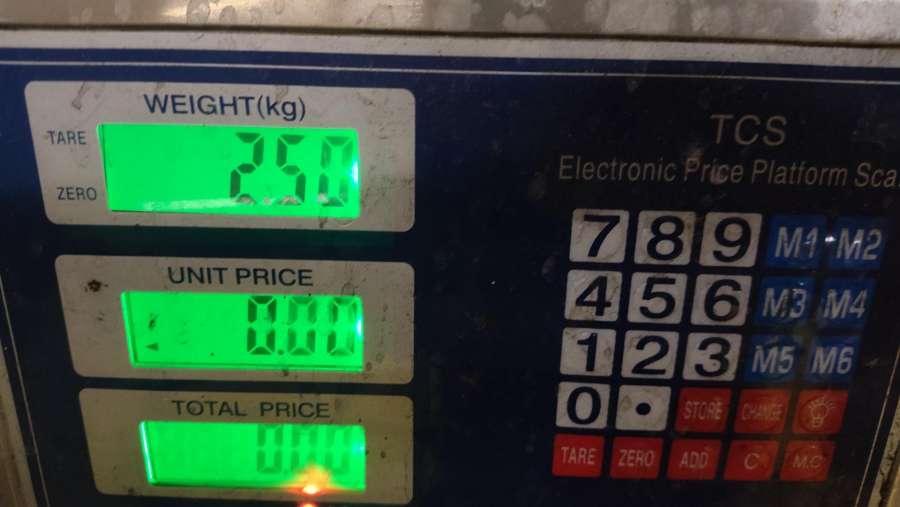 WEIGHT(kg)
TARE
2.50
ZERO
UNIT PRICE
0.00
TOTAL PRICE
0.00
TCS
Electronic Price Platform Sca
7 8 9 M1 M2
4 5 6 M3 M4
1 2 3 M5 M6
0 . STORE CHANGE
TARE ZERO ADD C M.C